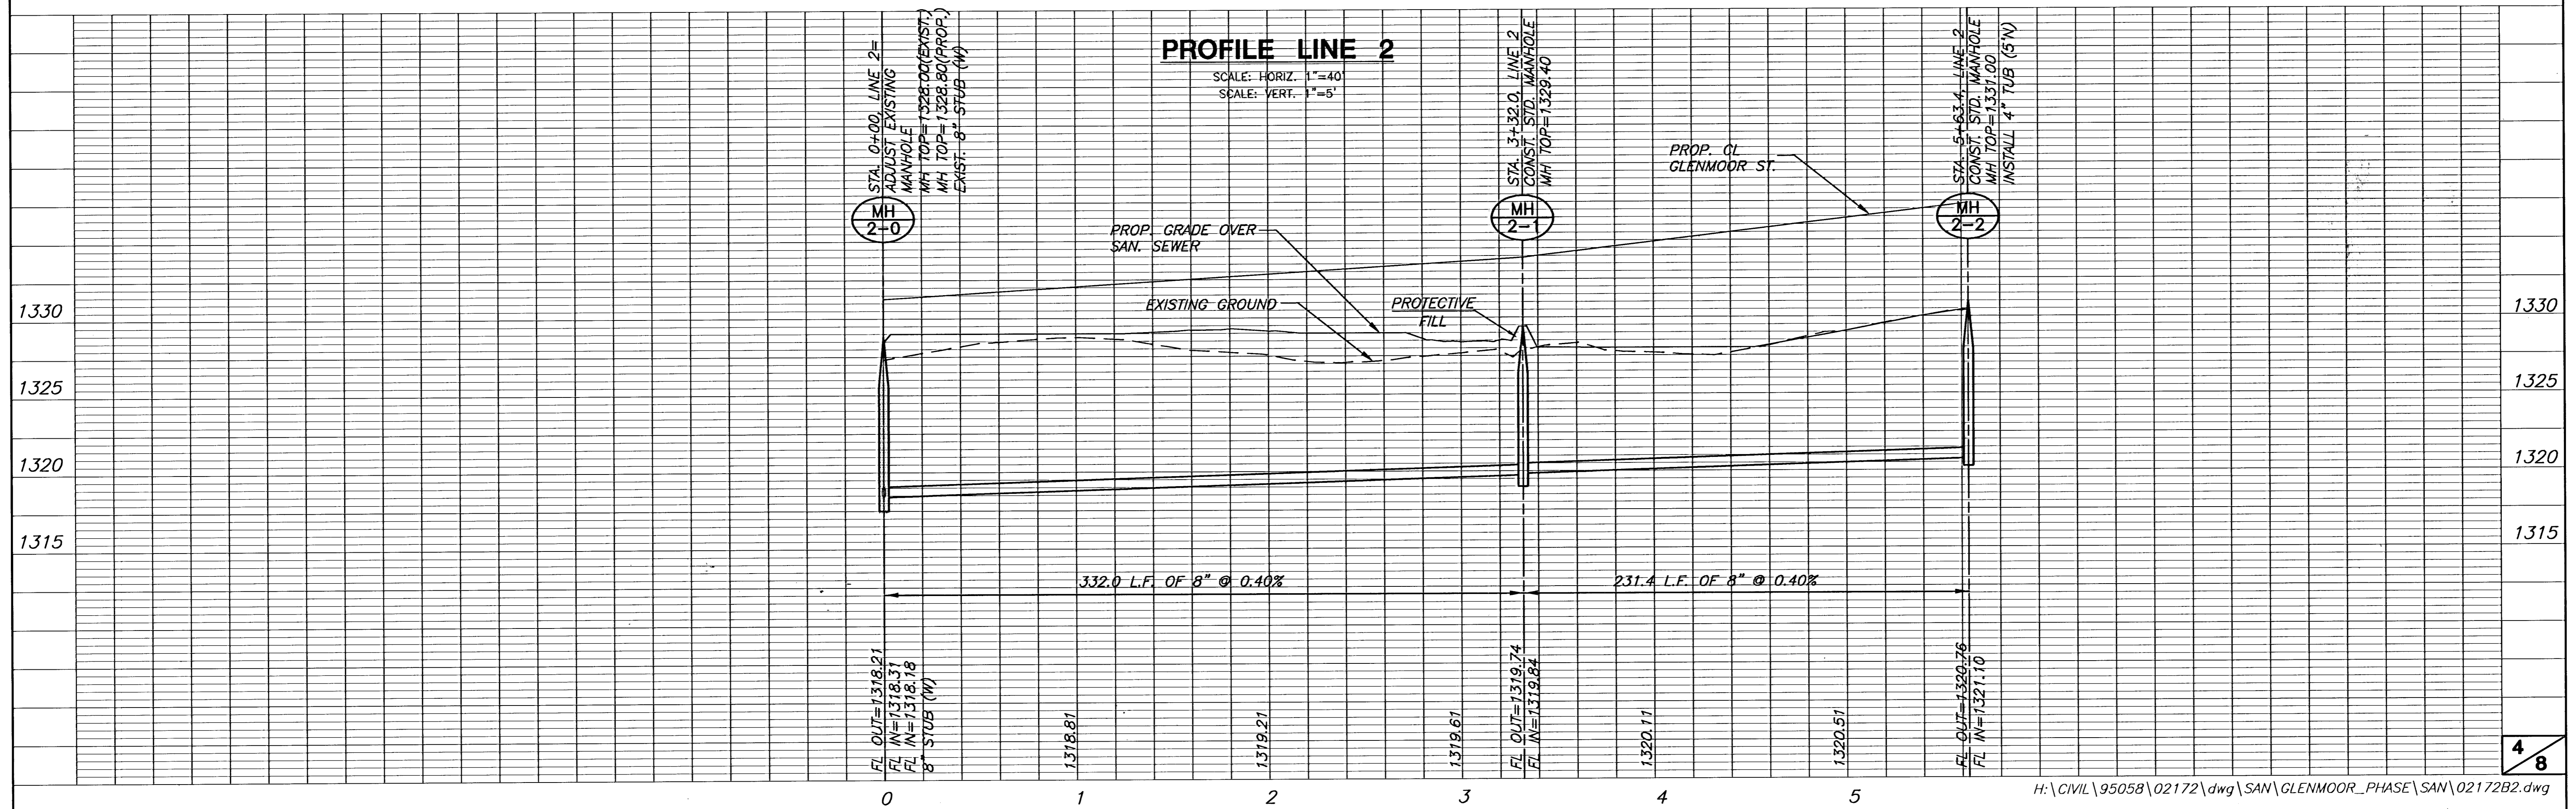 PROFILE LINE 2
SCALE: HORIZ. 1"=40'
SCALE: VERT. 1"=5'
STA. 0+00, LINE 2=
ADJUST EXISTING
MANHOLE
MH TOP=1328.00(EXIST.)
MH TOP=1328.80(PROP.)
EXIST. 8" STUB (W)
MH
2-0
STA. 3+32.0, LINE 2
CONST. STD. MANHOLE
MH TOP=1329.40
MH
2-1
STA. 5+63.4, LINE 2
CONST. STD. MANHOLE
MH TOP=1331.00
INSTALL 4" TUB (5'N)
MH
2-2
PROP. CL
GLENMOOR ST.
PROP. GRADE OVER
SAN. SEWER
EXISTING GROUND
PROTECTIVE
FILL
1330
1325
1320
1315
1330
1325
1320
1315
332.0 L.F. OF 8" @ 0.40%
231.4 L.F. OF 8" @ 0.40%
FL OUT=1318.21
FL IN=1318.31
FL IN=1318.18
8" STUB (W)
1318.81
1319.21
1319.61
FL OUT=1319.74
FL IN=1319.84
1320.11
1320.51
FL OUT=1320.76
FL IN=1321.10
0
1
2
3
4
5
4
8
H:\CIVIL\95058\02172\dwg\SAN\GLENMOOR_PHASE\SAN\02172B2.dwg